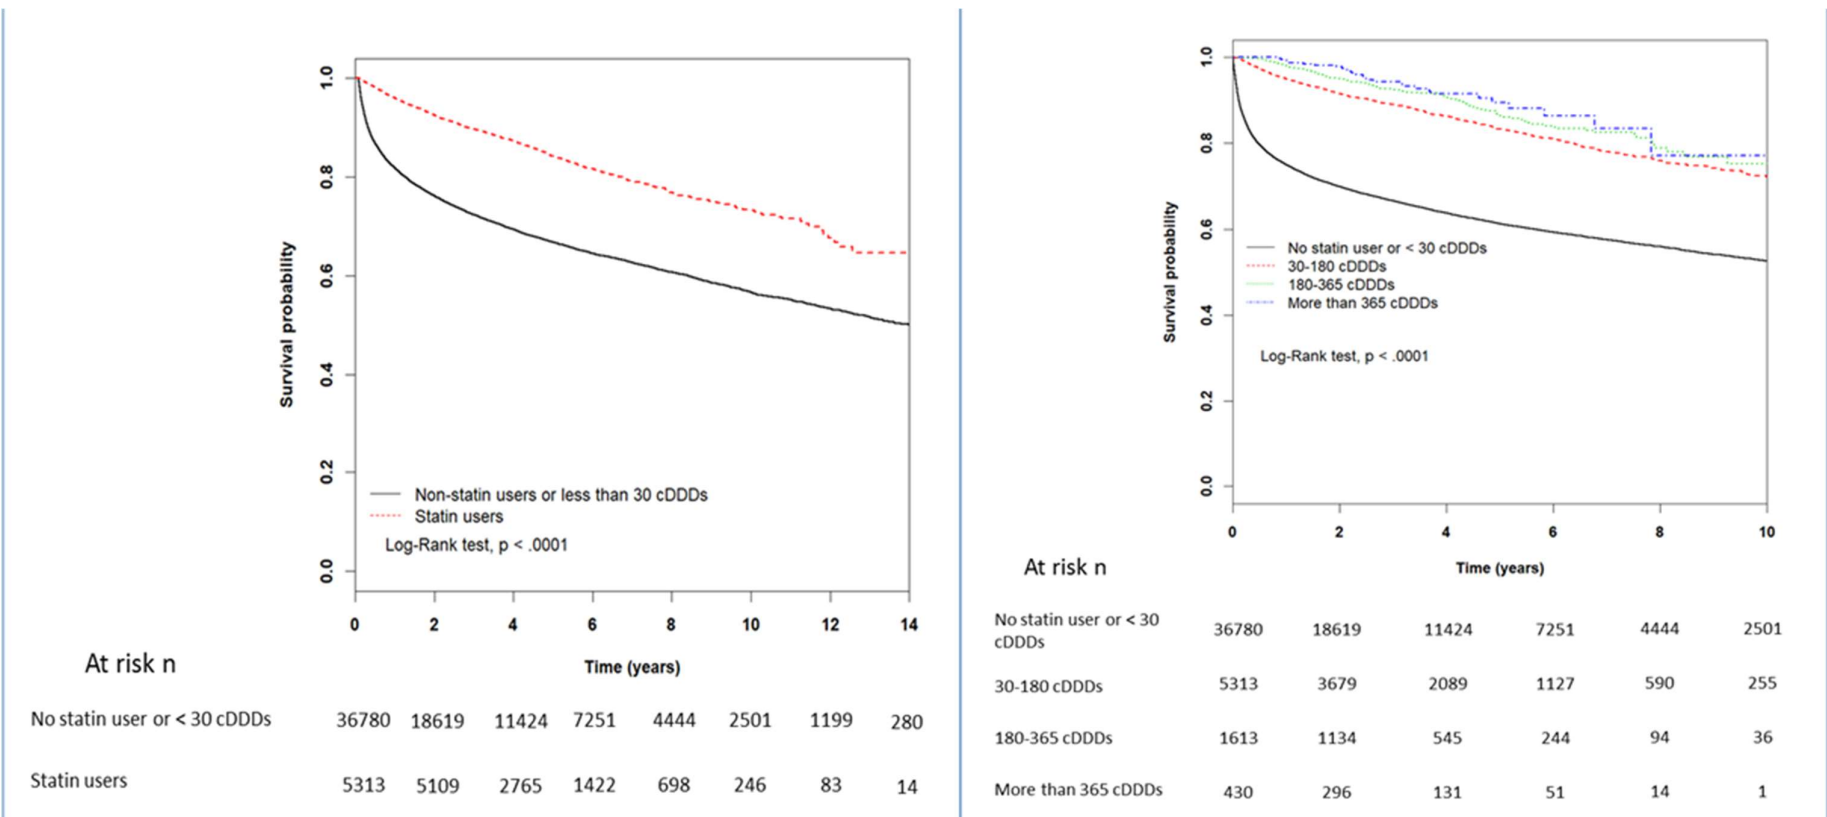 1.0
0.8
0.6
0.4
0.2
0.0
Survival probability
Non-statin users or less than 30 cDDDs
Statin users
Log-Rank test, p < .0001
0 2 4 6 8 10 12 14
Time (years)
At risk n
No statin user or < 30 cDDDs 36780 18619 11424 7251 4444 2501 1199 280
Statin users 5313 5109 2765 1422 698 246 83 14
1.0
0.8
0.6
0.4
0.2
0.0
Survival probability
No statin user or < 30 cDDDs
30-180 cDDDs
180-365 cDDDs
More than 365 cDDDs
Log-Rank test, p < .0001
0 2 4 6 8 10
Time (years)
At risk n
No statin user or < 30
cDDDs
36780 18619 11424 7251 4444 2501
30-180 cDDDs 5313 3679 2089 1127 590 255
180-365 cDDDs 1613 1134 545 244 94 36
More than 365 cDDDs 430 296 131 51 14 1